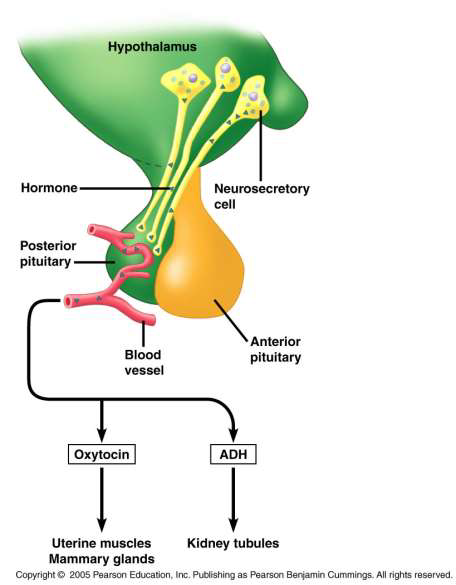 Hypothalamus
Hormone
Neurosecretory
cell
Posterior
pituitary
Anterior
pituitary
Blood
vessel
Oxytocin
ADH
Uterine muscles
Mammary glands
Kidney tubules
Copyright © 2005 Pearson Education, Inc. Publishing as Pearson Benjamin Cummings. All rights reserved.